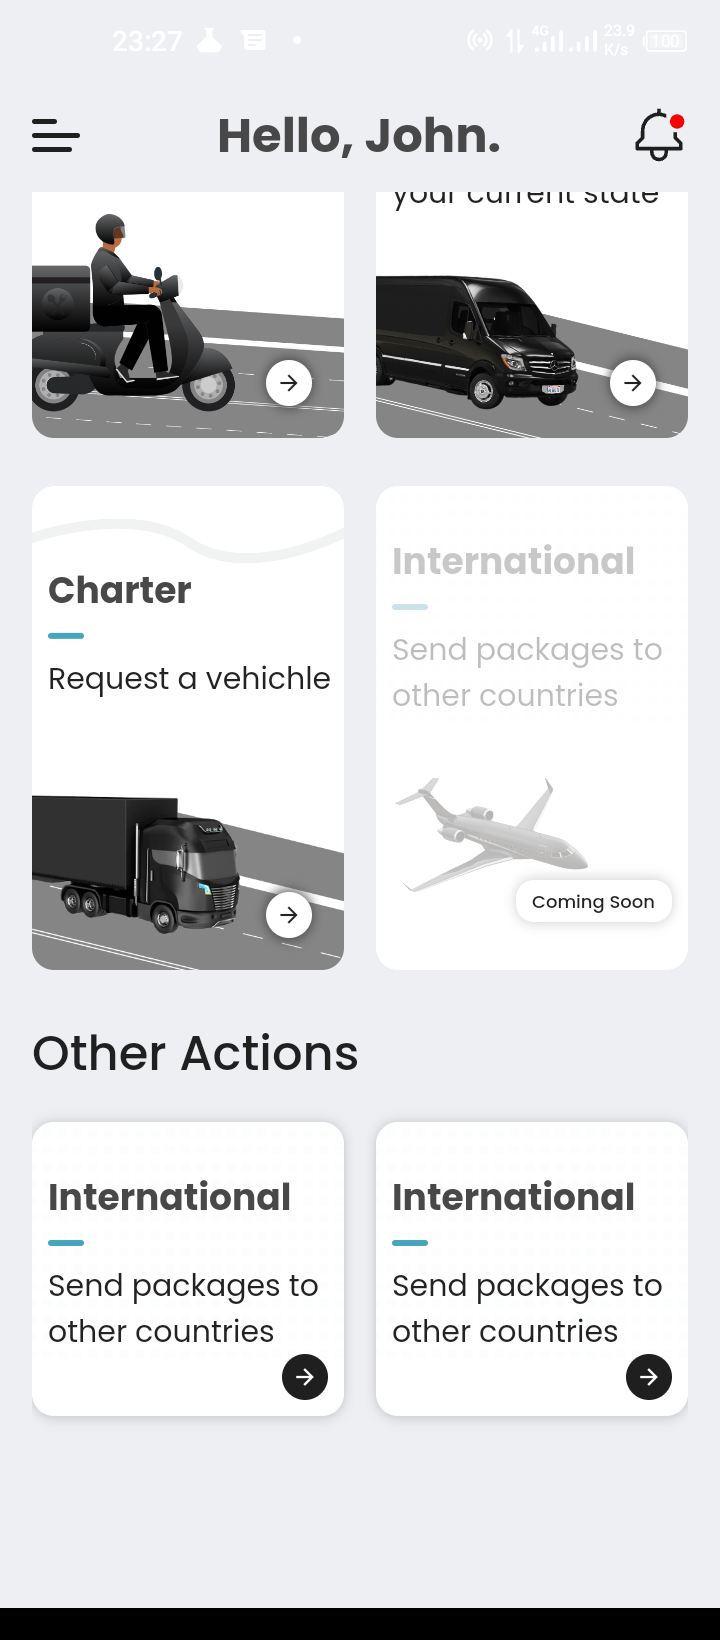 23:27
4G
23.9
K/s
100
Hello, John.
your current state
Charter
Request a vehichle
International
Send packages to
other countries
Coming Soon
Other Actions
International
Send packages to
other countries
International
Send packages to
other countries